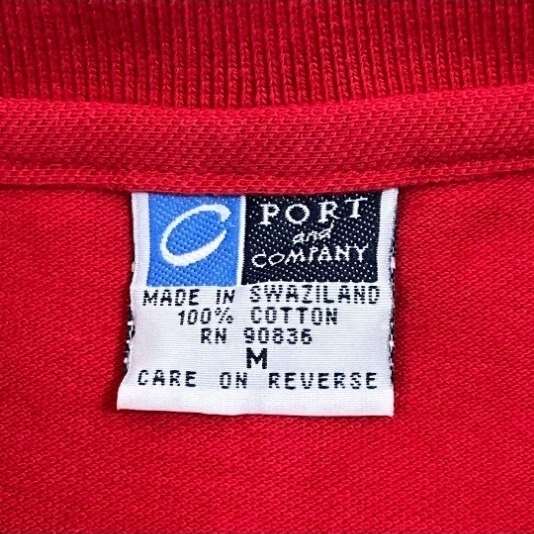 PORT
and
COMPANY
MADE IN SWAZILAND
100% COTTON
RN 90836
M
CARE ON REVERSE